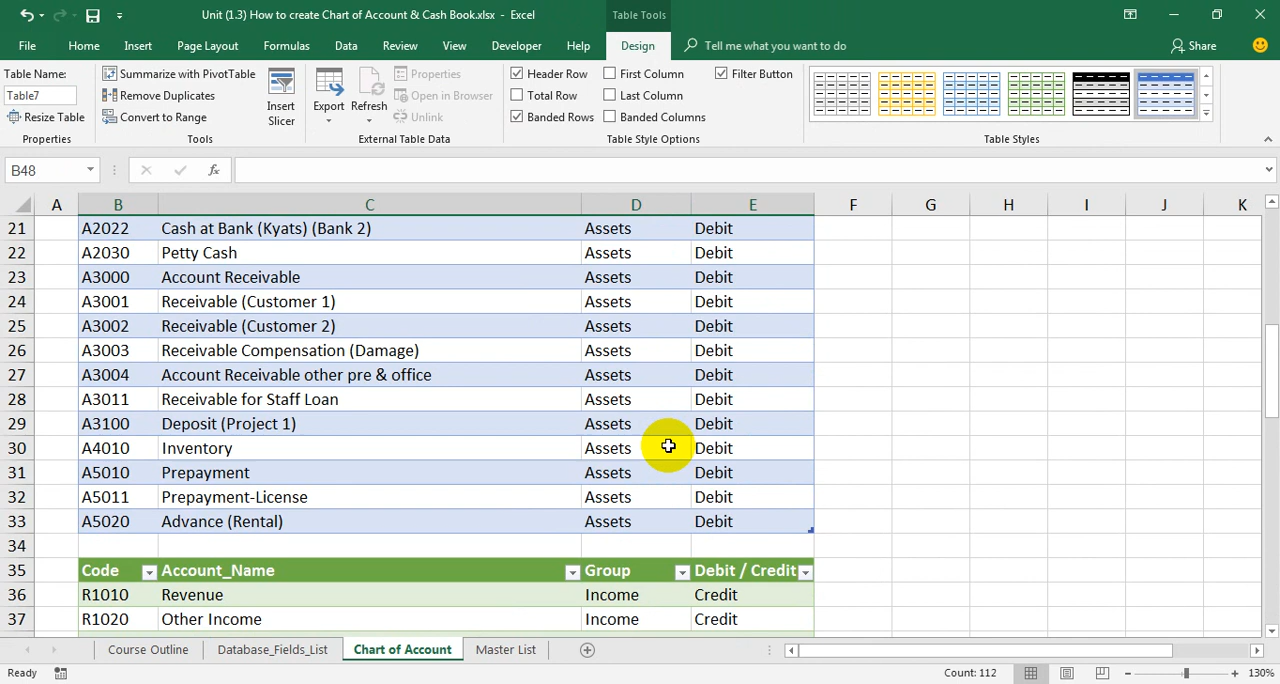 Unit (1.3) How to create Chart of Account & Cash Book.xlsx - Excel
Table Tools
File Home Insert Page Layout Formulas Data Review View Developer Help Design Tell me what you want to do Share
Table Name:
Table7
Resize Table
Properties
Summarize with PivotTable
Remove Duplicates
Convert to Range
Tools
Insert
Slicer
Export
Refresh
Properties
Open in Browser
Unlink
External Table Data
Header Row First Column Filter Button
Total Row Last Column
Banded Rows Banded Columns
Table Style Options
Table Styles
B48 fx
A B C D E F G H I J K
21 A2022 Cash at Bank (Kyats) (Bank 2) Assets Debit
22 A2030 Petty Cash Assets Debit
23 A3000 Account Receivable Assets Debit
24 A3001 Receivable (Customer 1) Assets Debit
25 A3002 Receivable (Customer 2) Assets Debit
26 A3003 Receivable Compensation (Damage) Assets Debit
27 A3004 Account Receivable other pre & office Assets Debit
28 A3011 Receivable for Staff Loan Assets Debit
29 A3100 Deposit (Project 1) Assets Debit
30 A4010 Inventory Assets Debit
31 A5010 Prepayment Assets Debit
32 A5011 Prepayment-License Assets Debit
33 A5020 Advance (Rental) Assets Debit
34
35 Code Account_Name Group Debit / Credit
36 R1010 Revenue Income Credit
37 R1020 Other Income Income Credit
Course Outline Database_Fields_List Chart of Account Master List
Ready Count: 112 130%